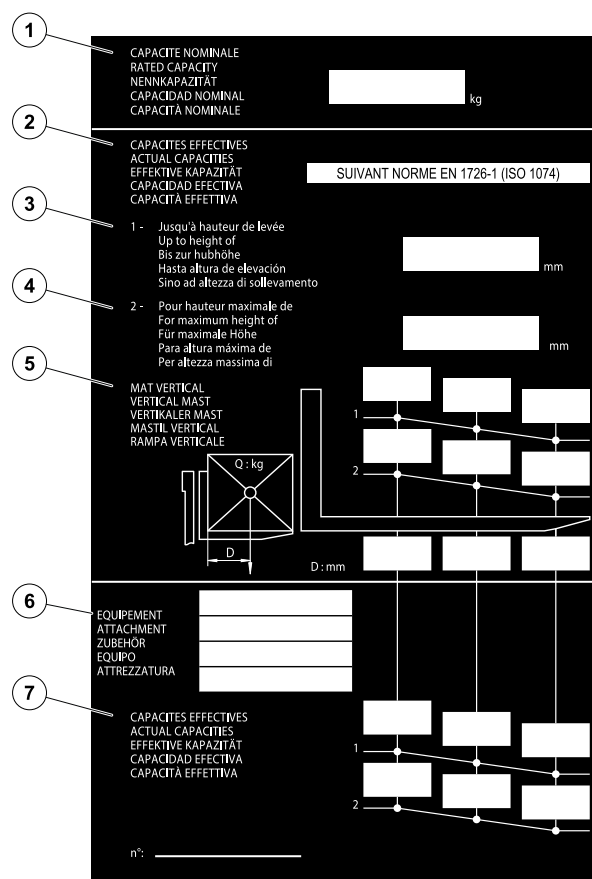 1
CAPACITE NOMINALE
RATED CAPACITY
NENNKAPAZITÄT
CAPACIDAD NOMINAL
CAPACITÀ NOMINALE
kg
2
CAPACITES EFFECTIVES
ACTUAL CAPACITIES
EFFEKTIVE KAPAZITÄT
CAPACIDAD EFECTIVA
CAPACITÀ EFFETTIVA
SUIVANT NORME EN 1726-1 (ISO 1074)
3
1 - Jusqu'à hauteur de levée
Up to height of
Bis zur hubhöhe
Hasta altura de elevación
Sino ad altezza di sollevamento
mm
4
2 - Pour hauteur maximale de
For maximum height of
Für maximale Höhe
Para altura máxima de
Per altezza massima di
mm
5
MAT VERTICAL
VERTICAL MAST
VERTIKALER MAST
MASTIL VERTICAL
RAMPA VERTICALE
1
2
Q : kg
D
D : mm
6
EQUIPEMENT
ATTACHMENT
ZUBEHÖR
EQUIPO
ATTREZZATURA
7
CAPACITES EFFECTIVES
ACTUAL CAPACITIES
EFFEKTIVE KAPAZITÄT
CAPACIDAD EFECTIVA
CAPACITÀ EFFETTIVA
1
2
n°: